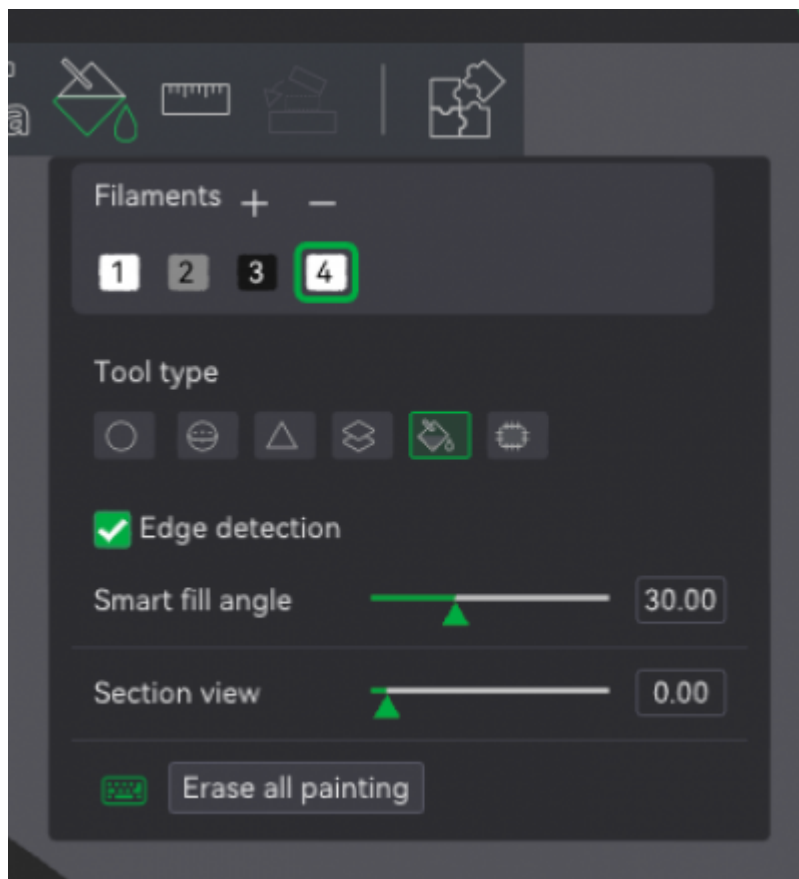 a
Filaments + −
1 2 3 4
Tool type
Edge detection
Smart fill angle 30.00
Section view 0.00
Erase all painting